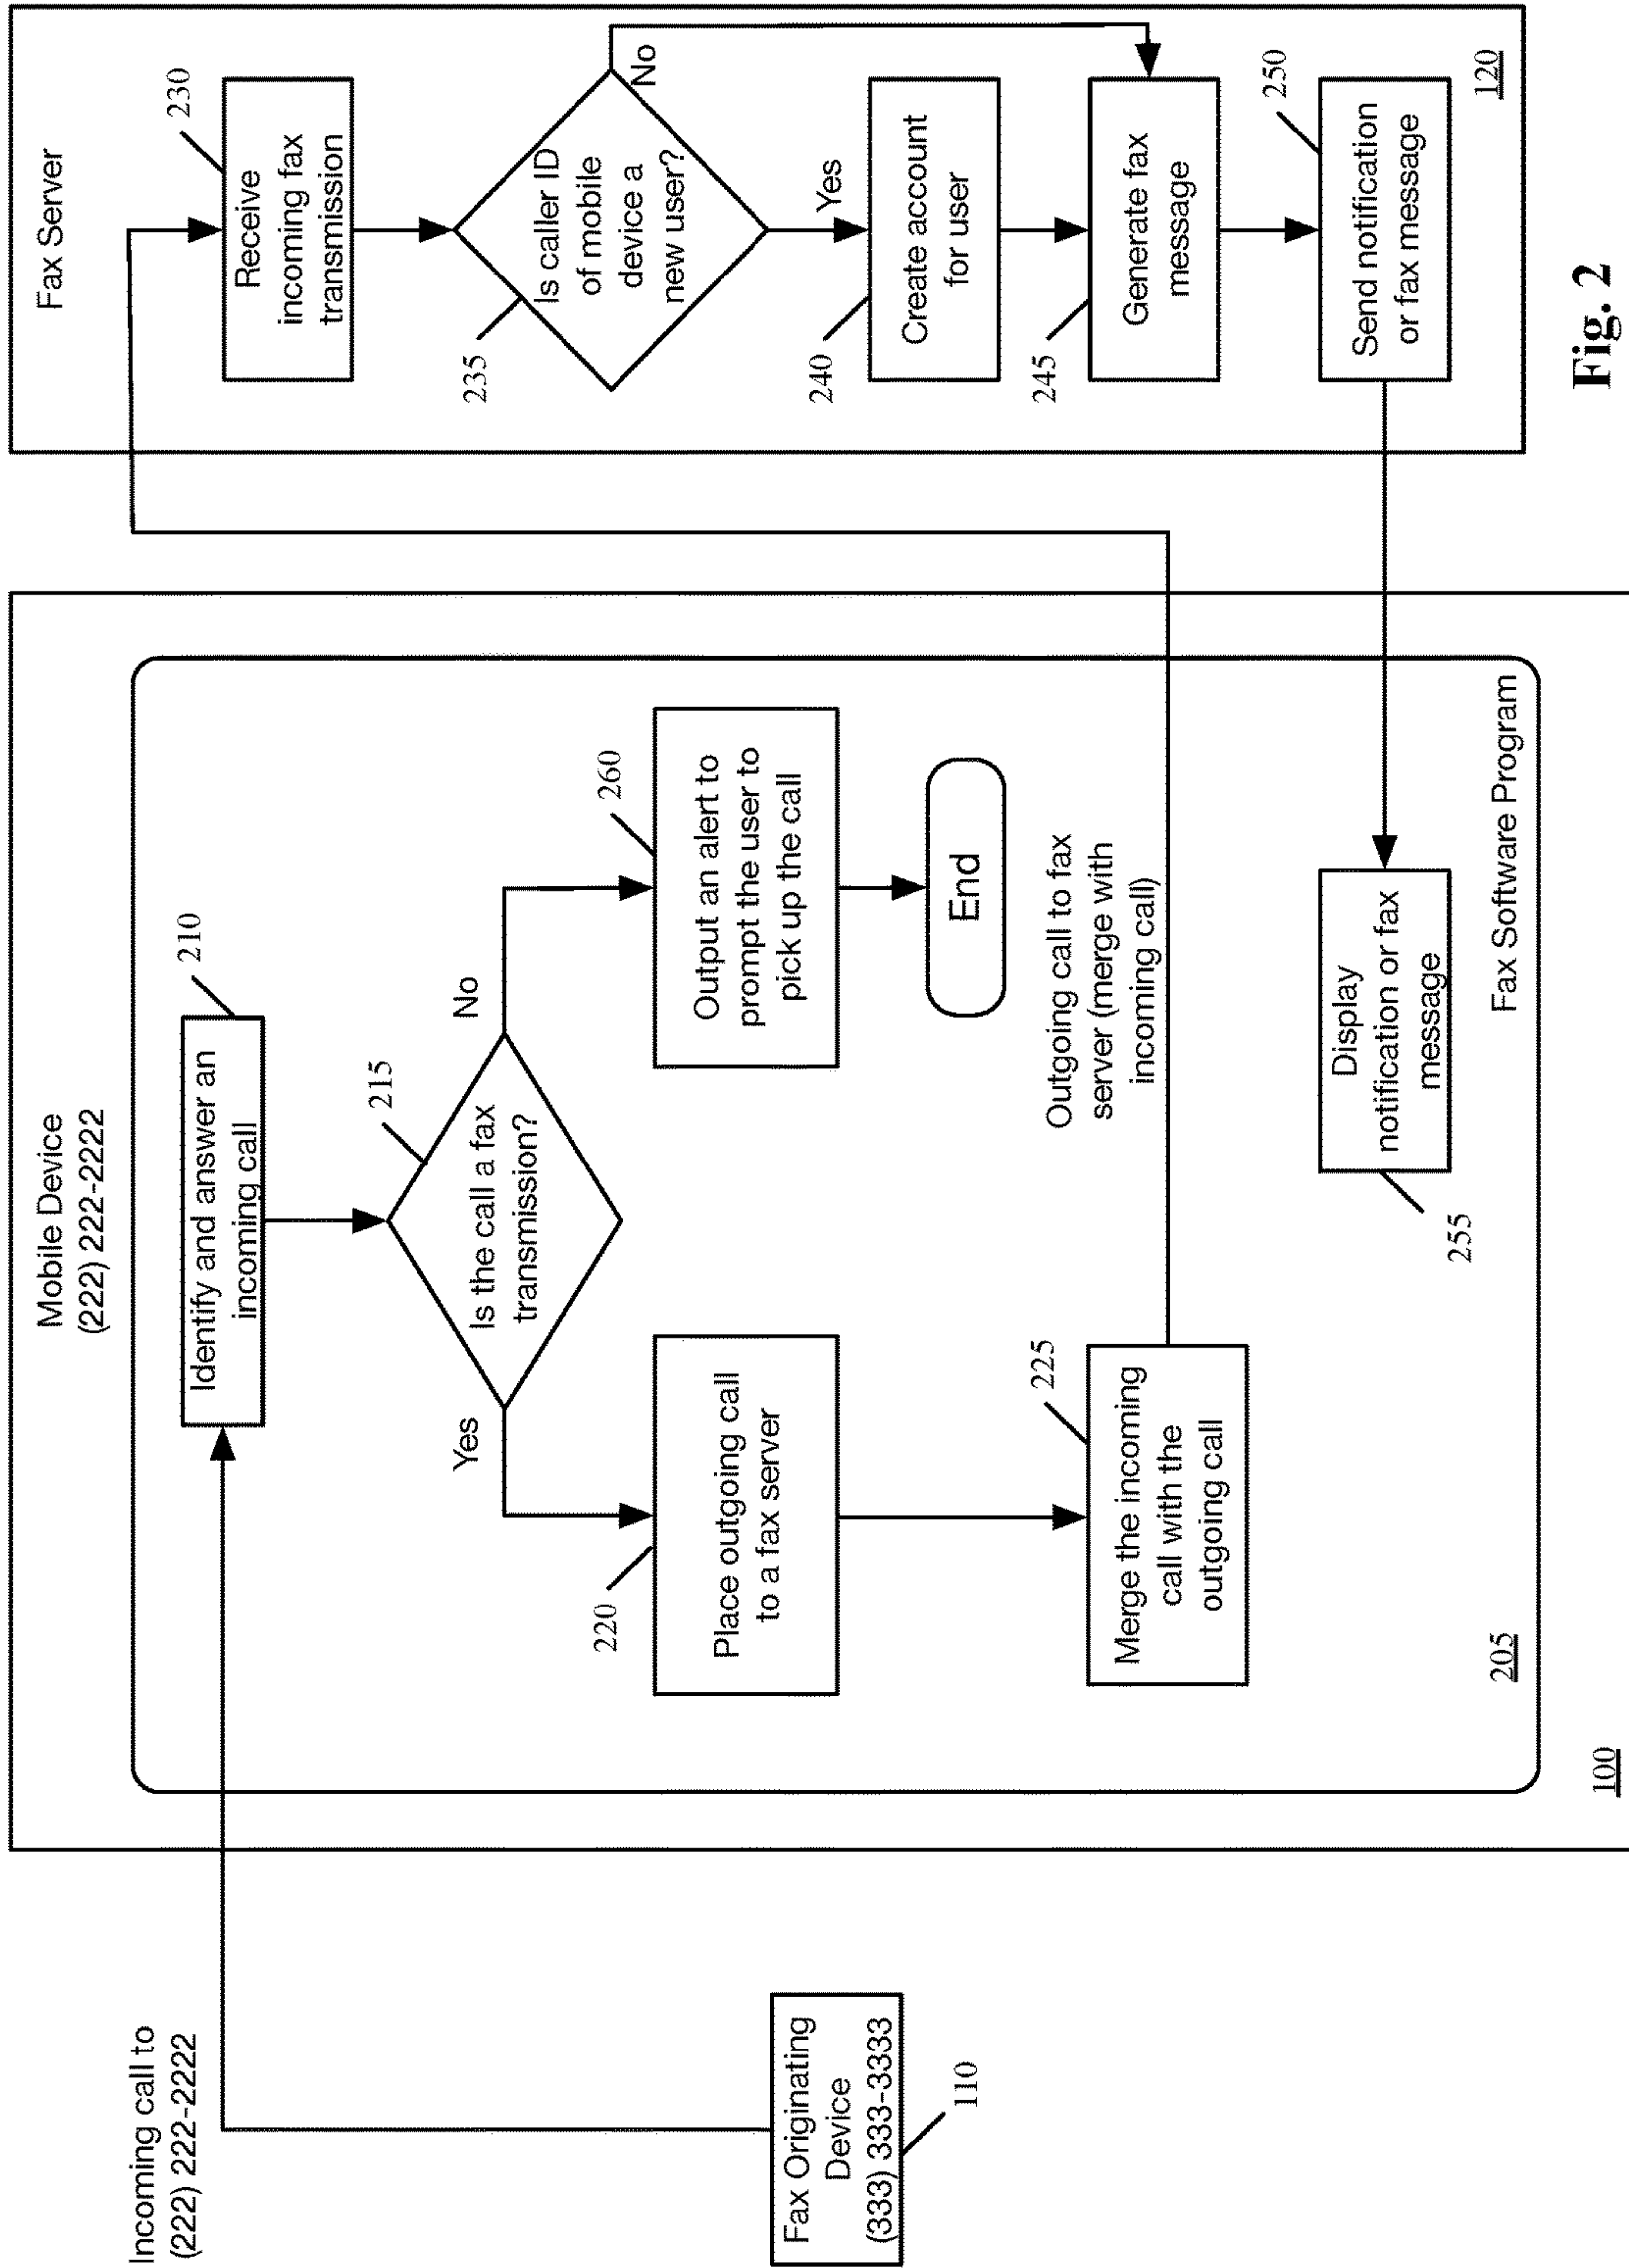 Incoming call to
(222) 222-2222
Fax Originating
Device
(333) 333-3333
110
Mobile Device
(222) 222-2222
210
Identify and answer an
incoming call
215
Is the call a fax
transmission?
Yes
No
220
Place outgoing call
to a fax server
260
Output an alert to
prompt the user to
pick up the call
End
225
Merge the incoming
call with the
outgoing call
Outgoing call to fax
server (merge with
incoming call)
Display
notification or fax
message
255
205
Fax Software Program
100
Fax Server
230
Receive
incoming fax
transmission
235
Is caller ID
of mobile
device a
new user?
No
Yes
240
Create account
for user
245
Generate fax
message
250
Send notification
or fax message
120
Fig. 2